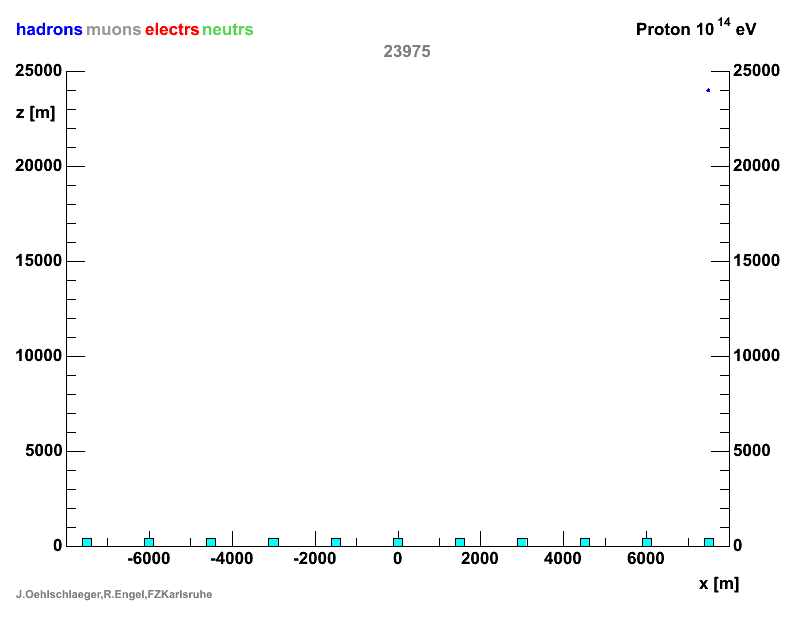 hadrons muons electrs neutrs Proton 10 14 eV
23975
25000 25000
z [m]
20000 20000
15000 15000
10000 10000
5000 5000
0 0
-6000 -4000 -2000 0 2000 4000 6000
x [m]
J.Oehlschlaeger,R.Engel,FZKarlsruhe